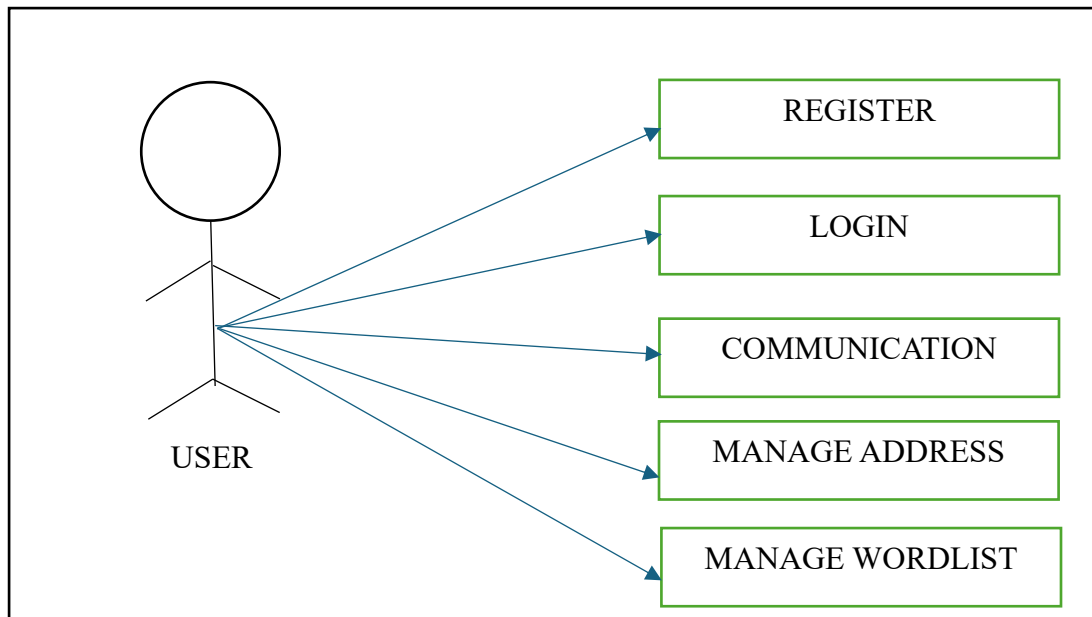 REGISTER
LOGIN
COMMUNICATION
MANAGE ADDRESS
USER
MANAGE WORDLIST